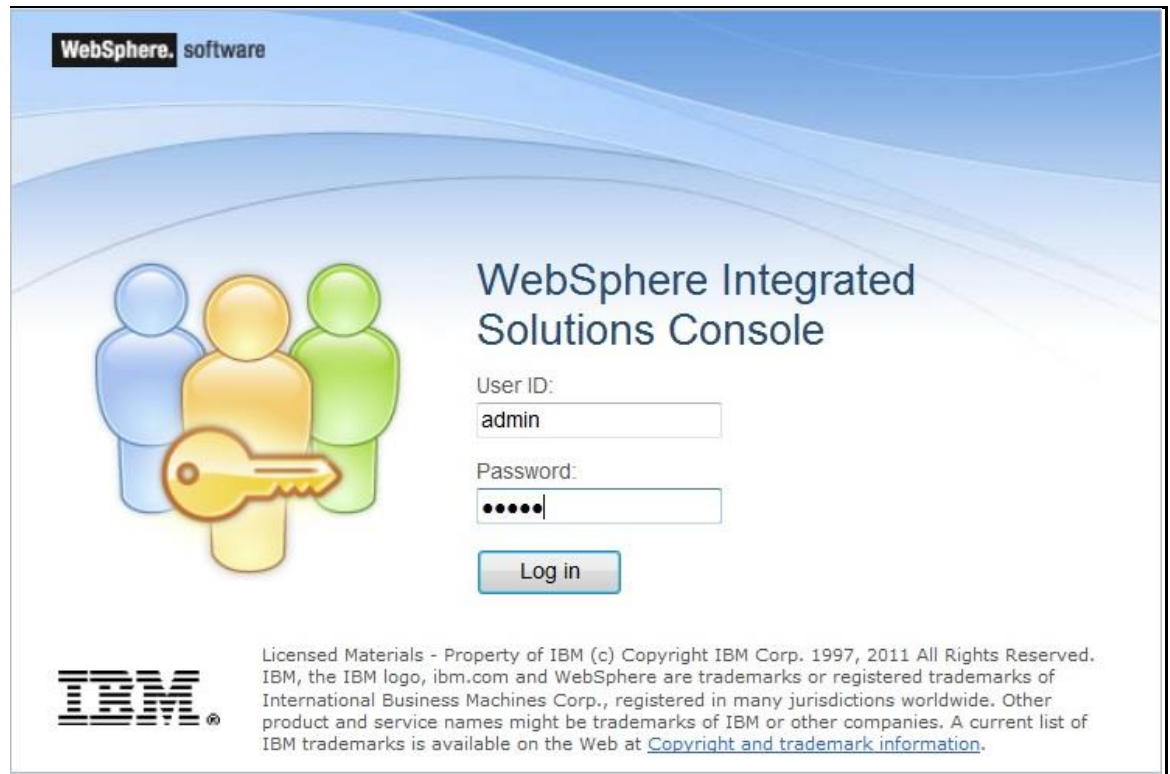 WebSphere. software
WebSphere Integrated
Solutions Console
User ID:
admin
Password:
●●●●●
Log in
Licensed Materials - Property of IBM (c) Copyright IBM Corp. 1997, 2011 All Rights Reserved.
IBM, the IBM logo, ibm.com and WebSphere are trademarks or registered trademarks of
International Business Machines Corp., registered in many jurisdictions worldwide. Other
product and service names might be trademarks of IBM or other companies. A current list of
IBM trademarks is available on the Web at Copyright and trademark information.
IBM®